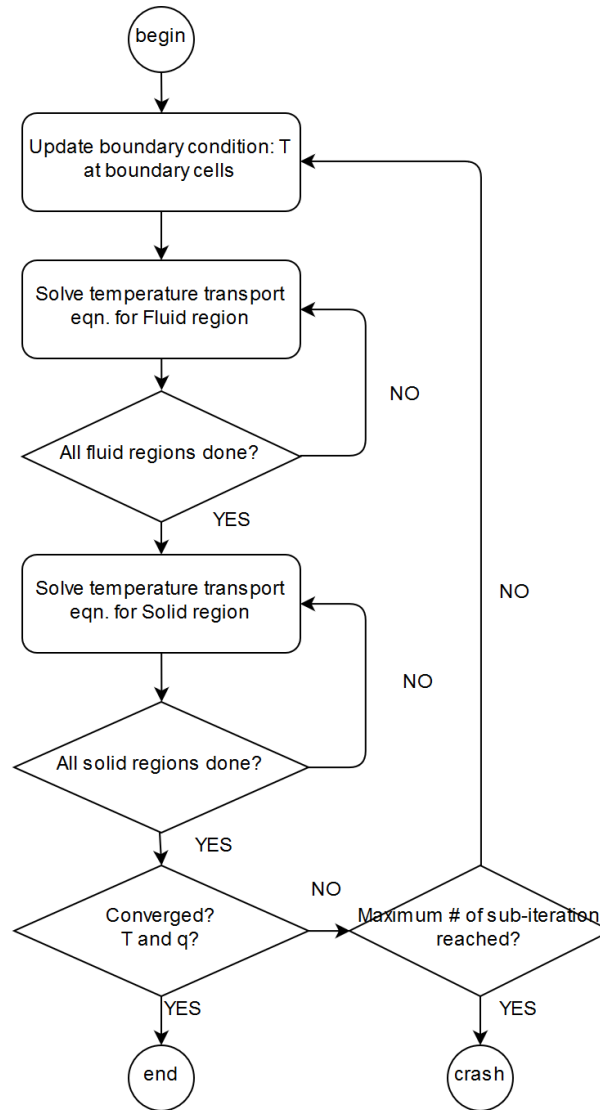 begin
Update boundary condition: T
at boundary cells
Solve temperature transport
eqn. for Fluid region
NO
All fluid regions done?
YES
Solve temperature transport
eqn. for Solid region
NO
NO
All solid regions done?
YES
Converged?
T and q?
NO
Maximum # of sub-iteration
reached?
YES
YES
end
crash